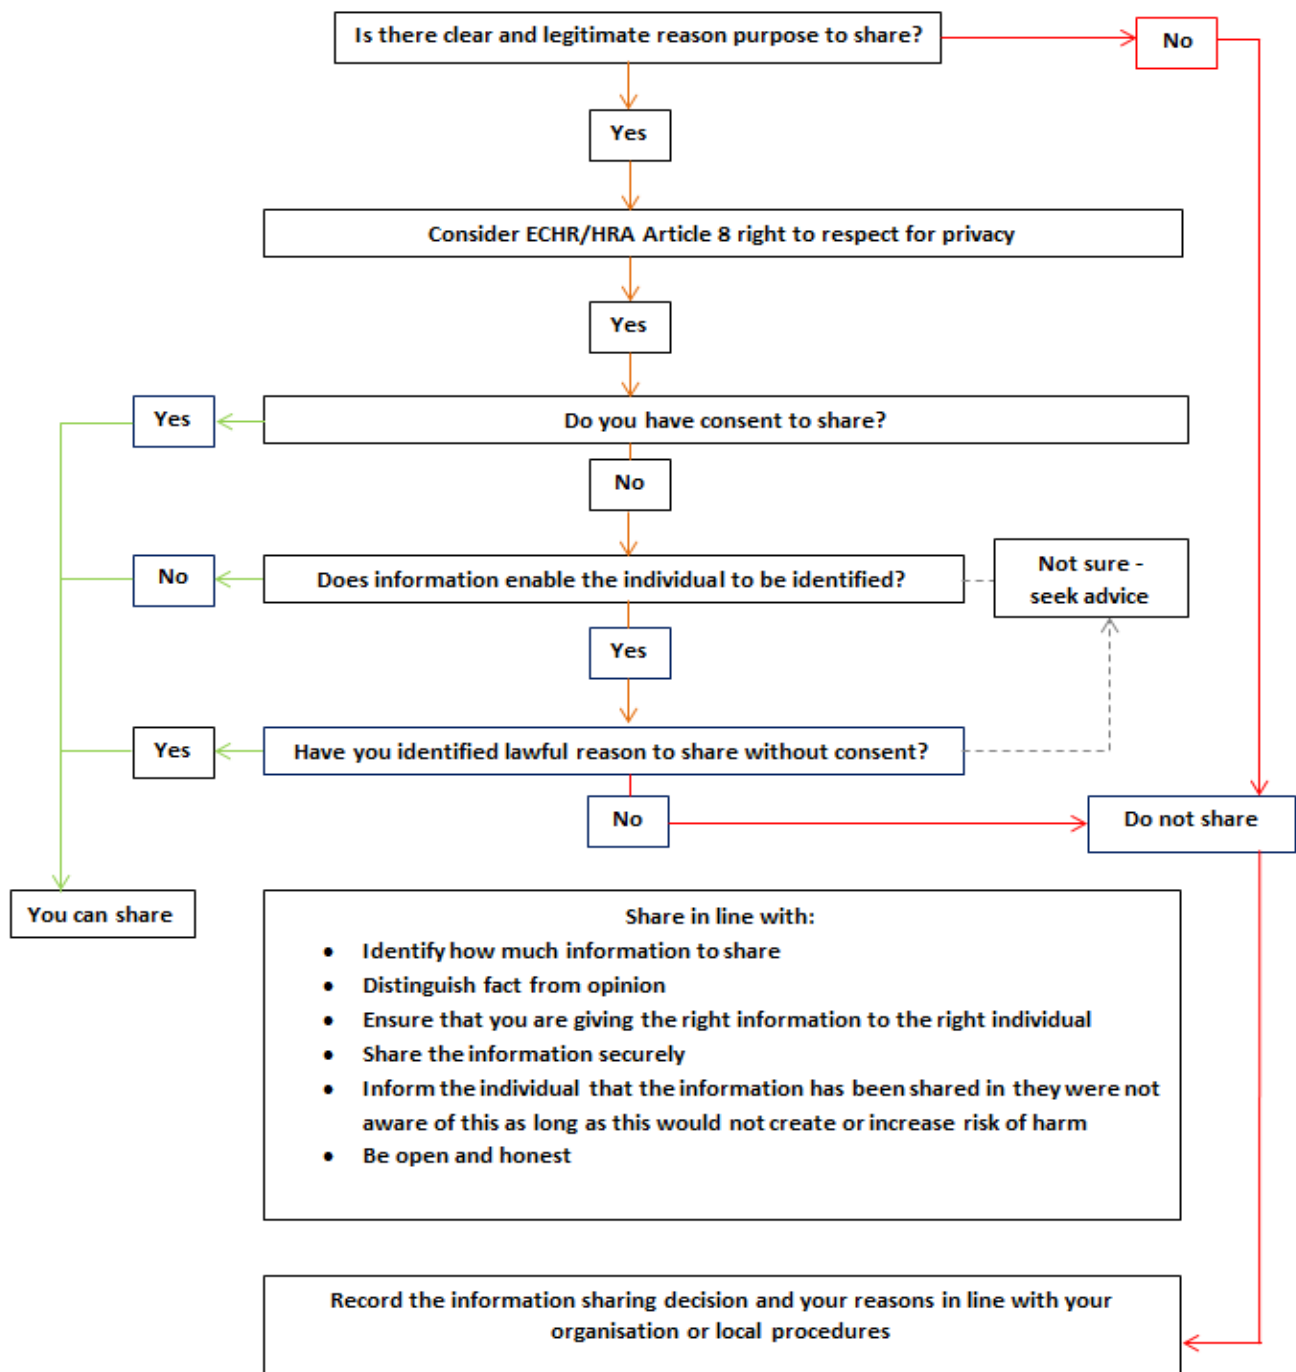 Is there clear and legitimate reason purpose to share?
No
Yes
Consider ECHR/HRA Article 8 right to respect for privacy
Yes
Yes
Do you have consent to share?
No
No
Does information enable the individual to be identified?
Not sure -
seek advice
Yes
Yes
Have you identified lawful reason to share without consent?
No
Do not share
You can share
Share in line with:
• Identify how much information to share
• Distinguish fact from opinion
• Ensure that you are giving the right information to the right individual
• Share the information securely
• Inform the individual that the information has been shared in they were not
aware of this as long as this would not create or increase risk of harm
• Be open and honest
Record the information sharing decision and your reasons in line with your
organisation or local procedures